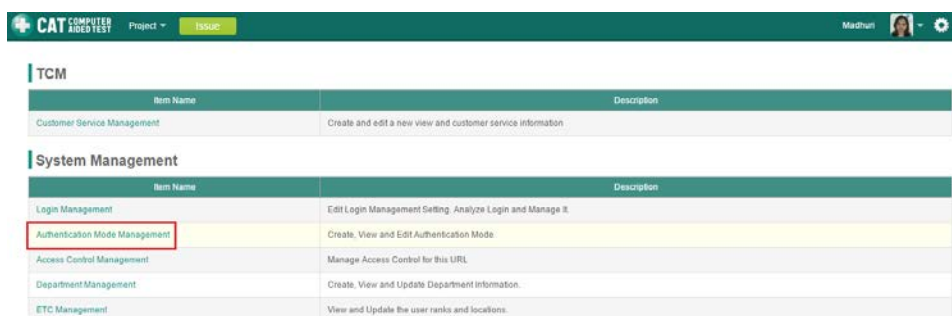 CAT COMPUTER AIDED TEST Project Issue Madhuri
TCM
Item Name Description
Customer Service Management Create and edit a new view and customer service information
System Management
Item Name Description
Login Management Edit Login Management Setting. Analyze Login and Manage It.
Authentication Mode Management Create, View and Edit Authentication Mode
Access Control Management Manage Access Control for this URL
Department Management Create, View and Update Department Information.
ETC Management View and Update the user ranks and locations.